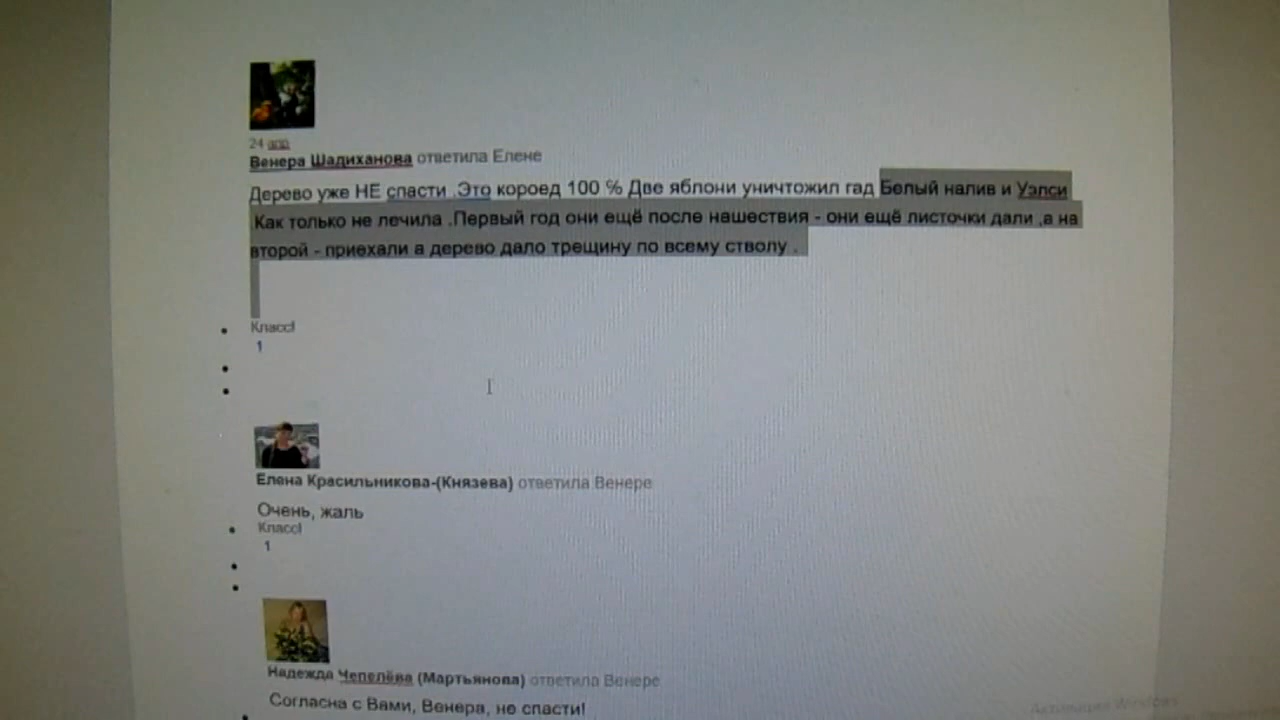 24 апр
Венера Шадиханова ответила Елене
Дерево уже НЕ спасти .Это короед 100 % Две яблони уничтожил гад Белый налив и Уэлси
.Как только не лечила .Первый год они ещё после нашествия - они ещё листочки дали ,а на
второй - приехали а дерево дало трещину по всему стволу .
Класс!
1
Елена Красильникова-(Князева) ответила Венере
Очень, жаль
Класс!
1
Надежда Чепелёва (Мартьянова) ответила Венере
Согласна с Вами, Венера, не спасти!
Активация Windows